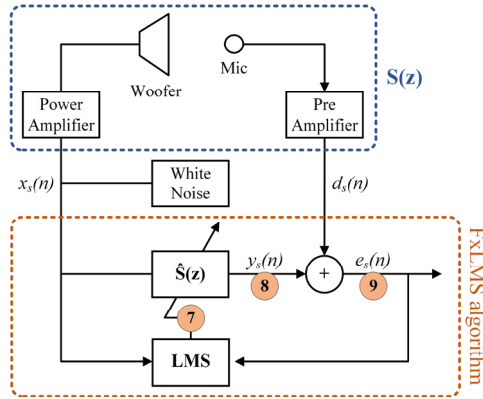 Woofer
Mic
S(z)
Power
Amplifier
Pre
Amplifier
xₛ(n)
White
Noise
dₛ(n)
Ŝ(z)
yₛ(n)
8
+
eₛ(n)
9
7
LMS
FxLMS algorithm